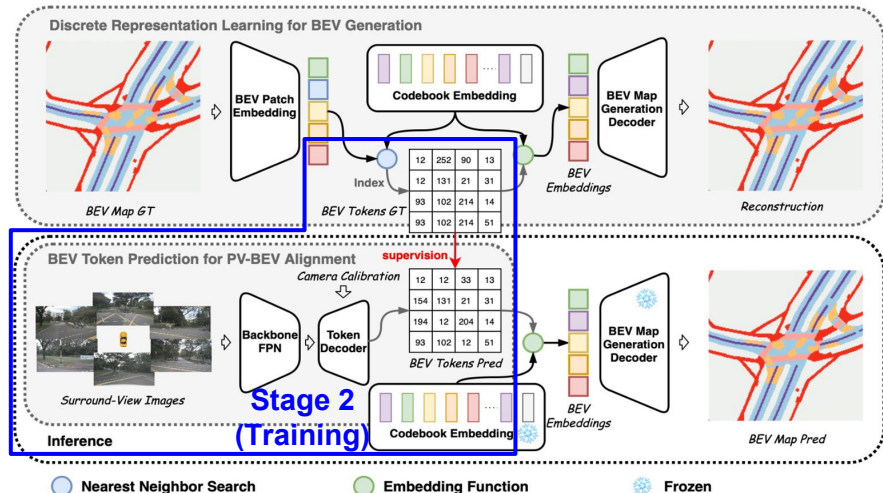 Discrete Representation Learning for BEV Generation
BEV Patch
Embedding
Codebook Embedding
BEV Map
Generation
Decoder
Index
12 252 90 13
12 131 21 31
93 102 214 14
93 102 214 51
BEV Map GT
BEV Tokens GT
BEV
Embeddings
Reconstruction
supervision
BEV Token Prediction for PV-BEV Alignment
Camera Calibration
Backbone
FPN
Token
Decoder
12 12 33 13
154 131 21 31
194 12 204 14
93 102 12 51
BEV Tokens Pred
BEV Map
Generation
Decoder
Surround-View Images
Stage 2
(Training)
Codebook Embedding
BEV
Embeddings
BEV Map Pred
Inference
Nearest Neighbor Search
Embedding Function
Frozen